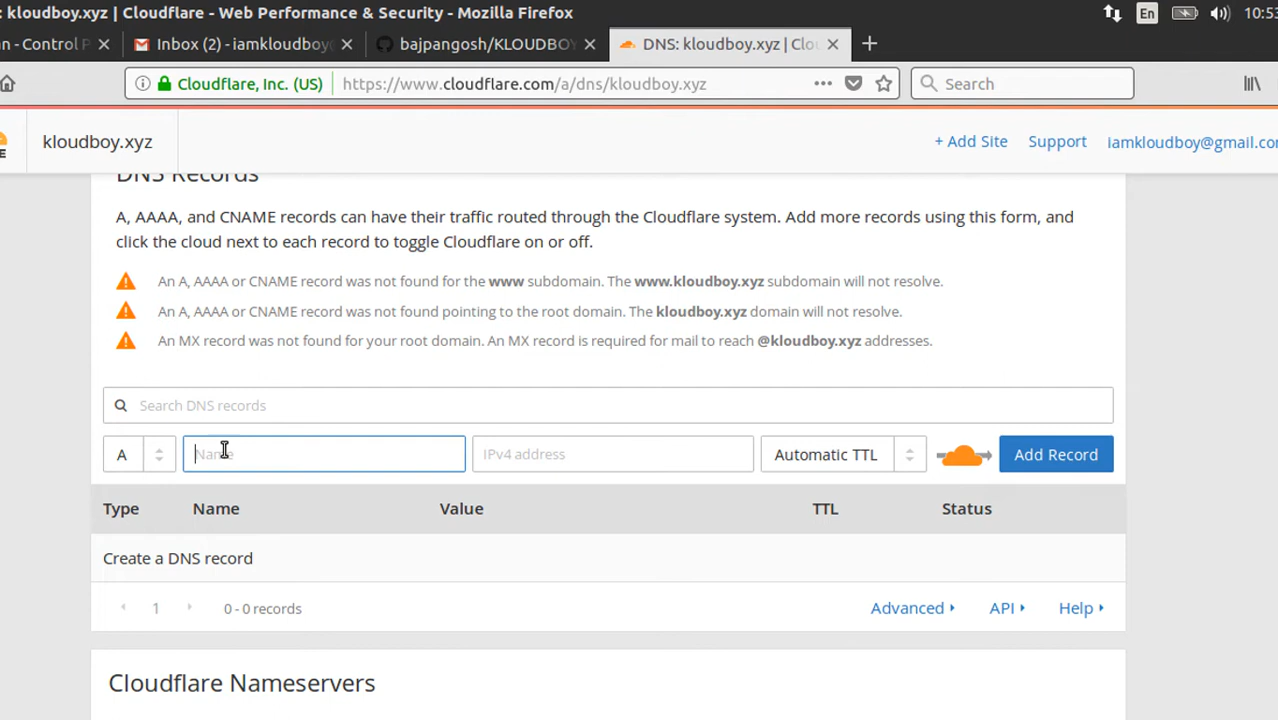 : kloudboy.xyz | Cloudflare - Web Performance & Security - Mozilla Firefox
En
10:53
n - Control P
Inbox (2) - iamkloudboy
bajpangosh/KLOUDBOY
DNS: kloudboy.xyz | Clo
Cloudflare, Inc. (US)
https://www.cloudflare.com/a/dns/kloudboy.xyz
Search
E
kloudboy.xyz
+ Add Site
Support
iamkloudboy@gmail.co
DNS Records
A, AAAA, and CNAME records can have their traffic routed through the Cloudflare system. Add more records using this form, and
click the cloud next to each record to toggle Cloudflare on or off.
An A, AAAA or CNAME record was not found for the www subdomain. The www.kloudboy.xyz subdomain will not resolve.
An A, AAAA or CNAME record was not found pointing to the root domain. The kloudboy.xyz domain will not resolve.
An MX record was not found for your root domain. An MX record is required for mail to reach @kloudboy.xyz addresses.
Search DNS records
A
Name
IPv4 address
Automatic TTL
Add Record
Type
Name
Value
TTL
Status
Create a DNS record
1
0 - 0 records
Advanced
API
Help
Cloudflare Nameservers